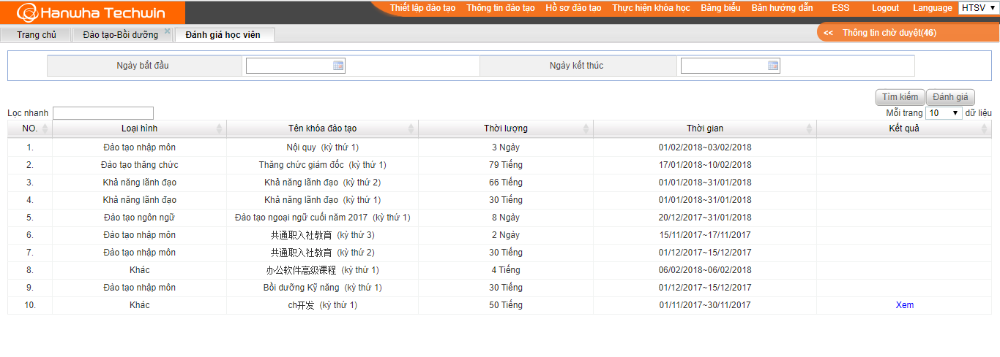 Hanwha Techwin
Thiết lập đào tạo Thông tin đào tạo Hồ sơ đào tạo Thực hiện khóa học Bảng biểu Bản hướng dẫn ESS Logout Language HTSV
Trang chủ Đào tạo-Bồi dưỡng Đánh giá học viên
<< Thông tin chờ duyệt(46)
Ngày bắt đầu Ngày kết thúc
Tìm kiếm Đánh giá
Lọc nhanh Mỗi trang 10 dữ liệu
NO. Loại hình Tên khóa đào tạo Thời lượng Thời gian Kết quả
1. Đào tạo nhập môn Nội quy (kỳ thứ 1) 3 Ngày 01/02/2018~03/02/2018
2. Đào tạo thăng chức Thăng chức giám đốc (kỳ thứ 1) 79 Tiếng 17/01/2018~10/02/2018
3. Khả năng lãnh đạo Khả năng lãnh đạo (kỳ thứ 2) 66 Tiếng 01/01/2018~31/01/2018
4. Khả năng lãnh đạo Khả năng lãnh đạo (kỳ thứ 1) 30 Tiếng 01/01/2018~31/01/2018
5. Đào tạo ngôn ngữ Đào tạo ngoại ngữ cuối năm 2017 (kỳ thứ 1) 8 Ngày 20/12/2017~31/01/2018
6. Đào tạo nhập môn 共通职入社教育 (kỳ thứ 3) 2 Ngày 15/11/2017~17/11/2017
7. Đào tạo nhập môn 共通职入社教育 (kỳ thứ 2) 30 Tiếng 01/12/2017~15/12/2017
8. Khác 办公软件高级课程 (kỳ thứ 1) 4 Tiếng 06/02/2018~06/02/2018
9. Đào tạo nhập môn Bồi dưỡng Kỹ năng (kỳ thứ 1) 30 Tiếng 01/12/2017~15/12/2017
10. Khác ch开发 (kỳ thứ 1) 50 Tiếng 01/11/2017~30/11/2017 Xem